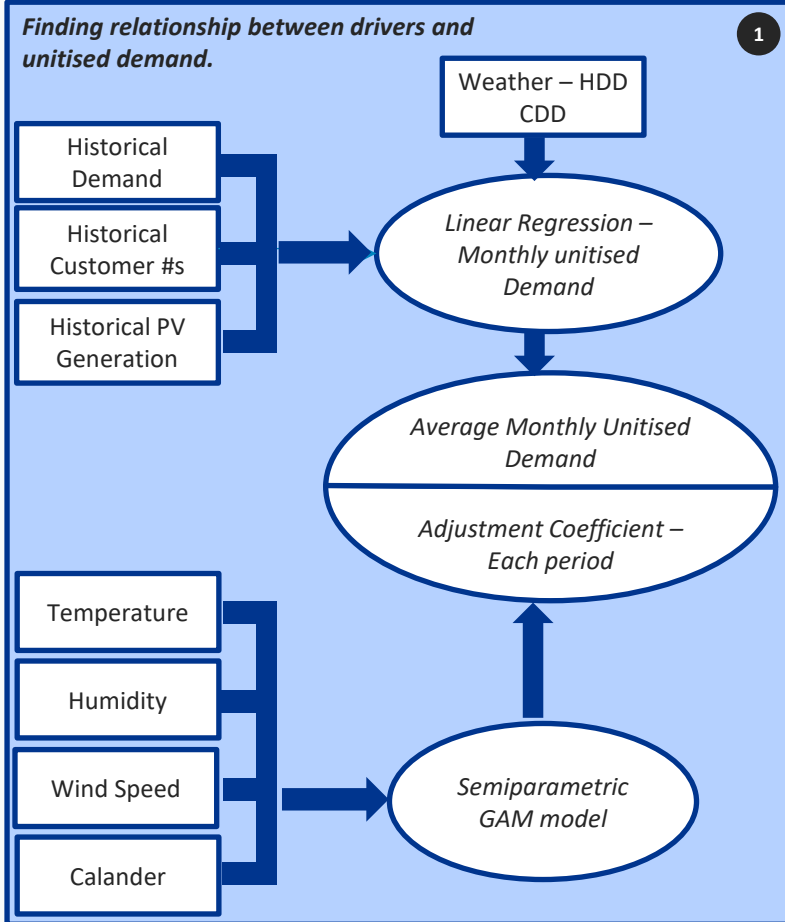 Finding relationship between drivers and
unitised demand.
1
Weather – HDD
CDD
Historical
Demand
Historical
Customer #s
Historical PV
Generation
Linear Regression –
Monthly unitised
Demand
Average Monthly Unitised
Demand
Adjustment Coefficient –
Each period
Temperature
Humidity
Wind Speed
Calander
Semiparametric
GAM model